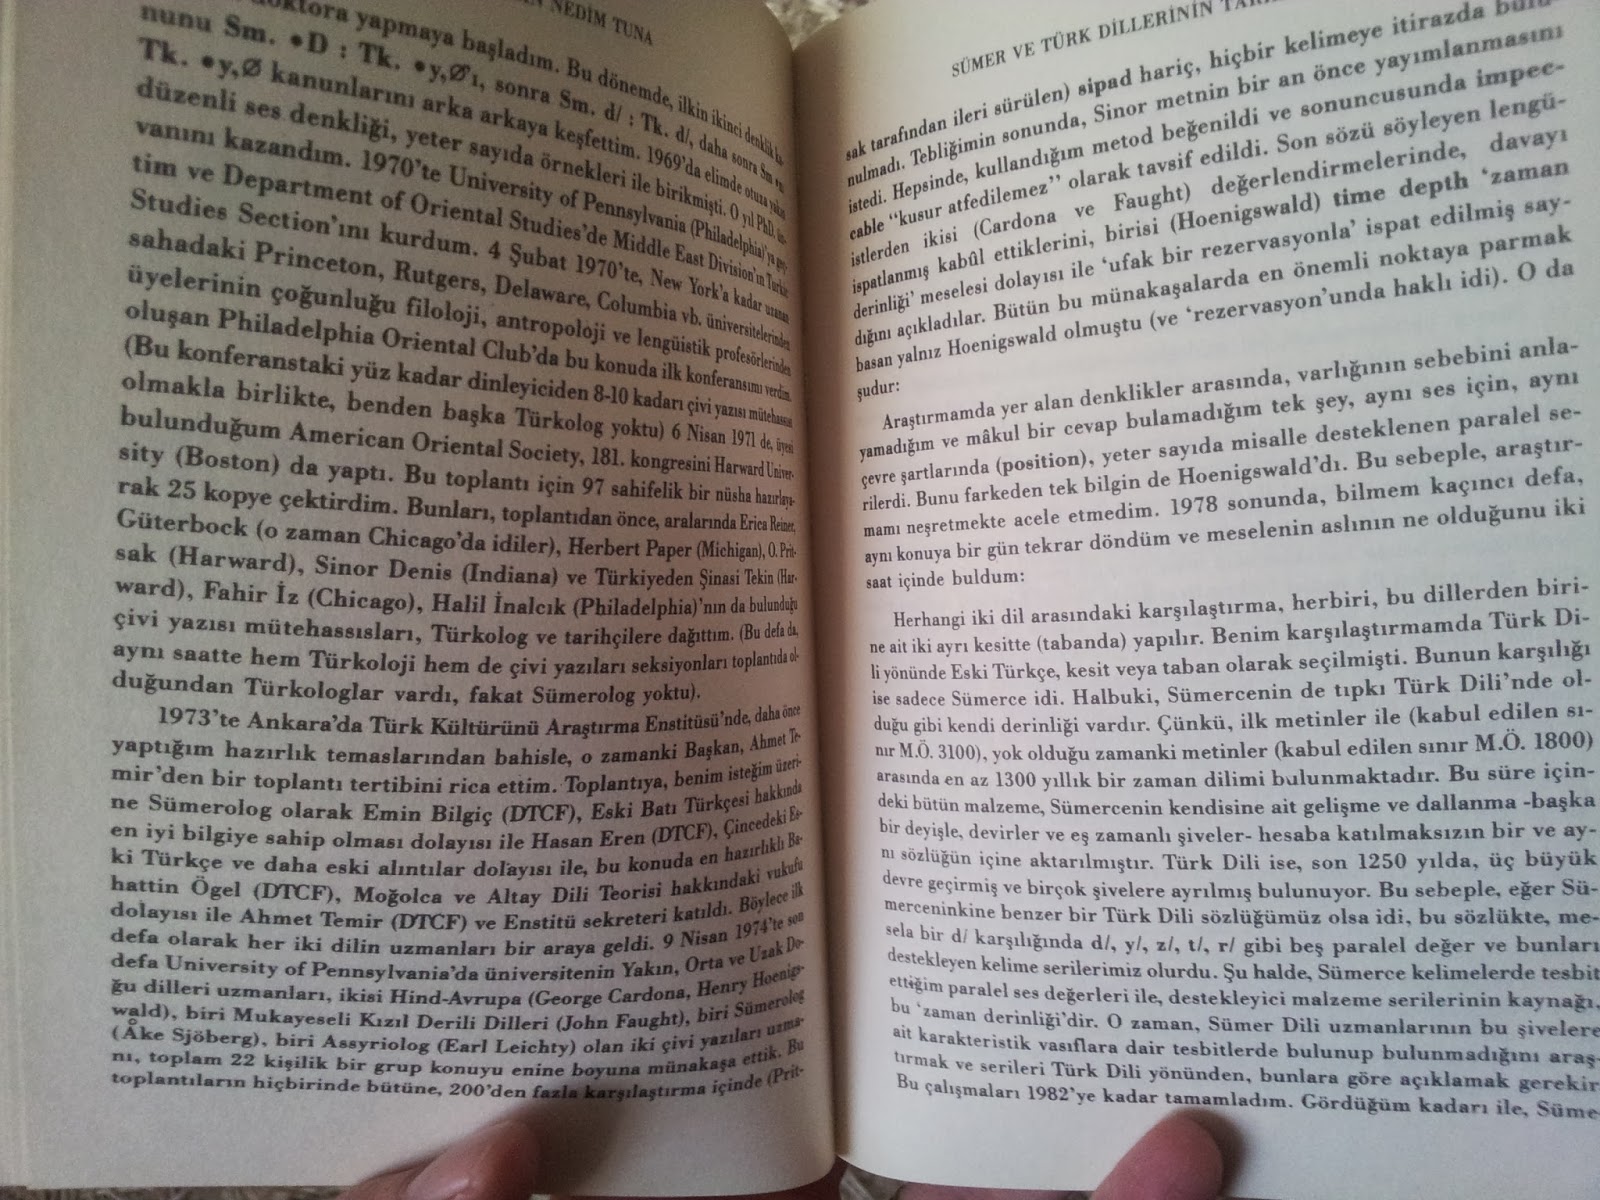 NEDİM TUNA
doktora yapmaya başladım. Bu dönemde, ilkin ikinci denklik ka-
nunu Sm. •D : Tk. •y,Ø'ı, sonra Sm. d/ : Tk. d/, daha sonra Sm
Tk. •y,Ø kanunlarını arka arkaya keşfettim. 1969'da elimde otuza yakın
düzenli ses denkliği, yeter sayıda örnekleri ile birikmişti. O yıl PhD. ün-
vanını kazandım. 1970'te University of Pennsylvania (Philadelphia)'ya geç-
tim ve Department of Oriental Studies'de Middle East Division'ın Turkic
Studies Section'ını kurdum. 4 Şubat 1970'te, New York'a kadar uzanan
sahadaki Princeton, Rutgers, Delaware, Columbia vb. üniversitelerinden
üyelerinin çoğunluğu filoloji, antropoloji ve lengüistik profesörlerinden
oluşan Philadelphia Oriental Club'da bu konuda ilk konferansımı verdim.
(Bu konferanstaki yüz kadar dinleyiciden 8-10 kadarı çivi yazısı mütehassısı
olmakla birlikte, benden başka Türkolog yoktu) 6 Nisan 1971 de, üyesi
bulunduğum American Oriental Society, 181. kongresini Harward Univer-
sity (Boston) da yaptı. Bu toplantı için 97 sahifelik bir nüsha hazırlaya-
rak 25 kopye çektirdim. Bunları, toplantıdan önce, aralarında Erica Reiner,
Güterbock (o zaman Chicago'da idiler), Herbert Paper (Michigan), O. Prit-
sak (Harward), Sinor Denis (Indiana) ve Türkiyeden Şinasi Tekin (Har-
ward), Fahir İz (Chicago), Halil İnalcık (Philadelphia)'nın da bulunduğu
çivi yazısı mütehassısları, Türkolog ve tarihçilere dağıttım. (Bu defa da,
aynı saatte hem Türkoloji hem de çivi yazıları seksiyonları toplantıda ol-
duğundan Türkologlar vardı, fakat Sümerolog yoktu).
1973'te Ankara'da Türk Kültürünü Araştırma Enstitüsü'nde, daha önce
yaptığım hazırlık temaslarından bahisle, o zamanki Başkan, Ahmet Te-
mir'den bir toplantı tertibini rica ettim. Toplantıya, benim isteğim üzeri-
ne Sümerolog olarak Emin Bilgiç (DTCF), Eski Batı Türkçesi hakkında
en iyi bilgiye sahip olması dolayısı ile Hasan Eren (DTCF), Çincedeki Es-
ki Türkçe ve daha eski alıntılar dolayısı ile, bu konuda en hazırlıklı Ba-
hattin Ögel (DTCF), Moğolca ve Altay Dili Teorisi hakkındaki vukufu
dolayısı ile Ahmet Temir (DTCF) ve Enstitü sekreteri katıldı. Böylece ilk
defa olarak her iki dilin uzmanları bir araya geldi. 9 Nisan 1974'te son
defa University of Pennsylvania'da üniversitenin Yakın, Orta ve Uzak Do-
ğu dilleri uzmanları, ikisi Hind-Avrupa (George Cardona, Henry Hoenigs-
wald), biri Mukayeseli Kızıl Derili Dilleri (John Faught), biri Sümerolog
(Åke Sjöberg), biri Assyriolog (Earl Leichty) olan iki çivi yazıları uzma-
nı, toplam 22 kişilik bir grup konuyu enine boyuna münakaşa ettik. Bu
toplantıların hiçbirinde bütüne, 200'den fazla karşılaştırma içinde (Prit-
SÜMER VE TÜRK DİLLERİNİN
sak tarafından ileri sürülen) sipad hariç, hiçbir kelimeye itirazda bulu-
nulmadı. Tebliğimin sonunda, Sinor metnin bir an önce yayımlanmasını
istedi. Hepsinde, kullandığım metod beğenildi ve sonuncusunda impec-
cable "kusur atfedilemez" olarak tavsif edildi. Son sözü söyleyen lengü-
istlerden ikisi (Cardona ve Faught) değerlendirmelerinde, davayı
ispatlanmış kabûl ettiklerini, birisi (Hoenigswald) time depth 'zaman
derinliği' meselesi dolayısı ile 'ufak bir rezervasyonla' ispat edilmiş say-
dığını açıkladılar. Bütün bu münakaşalarda en önemli noktaya parmak
basan yalnız Hoenigswald olmuştu (ve 'rezervasyon'unda haklı idi). O da
şudur:
Araştırmamda yer alan denklikler arasında, varlığının sebebini anla-
yamadığım ve mâkul bir cevap bulamadığım tek şey, aynı ses için, aynı
çevre şartlarında (position), yeter sayıda misalle desteklenen paralel se-
rilerdi. Bunu farkeden tek bilgin de Hoenigswald'dı. Bu sebeple, araştır-
mamı neşretmekte acele etmedim. 1978 sonunda, bilmem kaçıncı defa,
aynı konuya bir gün tekrar döndüm ve meselenin aslının ne olduğunu iki
saat içinde buldum:
Herhangi iki dil arasındaki karşılaştırma, herbiri, bu dillerden biri-
ne ait iki ayrı kesitte (tabanda) yapılır. Benim karşılaştırmamda Türk Di-
li yönünde Eski Türkçe, kesit veya taban olarak seçilmişti. Bunun karşılığı
ise sadece Sümerce idi. Halbuki, Sümercenin de tıpkı Türk Dili'nde ol-
duğu gibi kendi derinliği vardır. Çünkü, ilk metinler ile (kabul edilen sı-
nır M.Ö. 3100), yok olduğu zamanki metinler (kabul edilen sınır M.Ö. 1800)
arasında en az 1300 yıllık bir zaman dilimi bulunmaktadır. Bu süre için-
deki bütün malzeme, Sümercenin kendisine ait gelişme ve dallanma -başka
bir deyişle, devirler ve eş zamanlı şiveler- hesaba katılmaksızın bir ve ay-
nı sözlüğün içine aktarılmıştır. Türk Dili ise, son 1250 yılda, üç büyük
devre geçirmiş ve birçok şivelere ayrılmış bulunuyor. Bu sebeple, eğer Sü-
merceninkine benzer bir Türk Dili sözlüğümüz olsa idi, bu sözlükte, me-
sela bir d/ karşılığında d/, y/, z/, t/, r/ gibi beş paralel değer ve bunları
destekleyen kelime serilerimiz olurdu. Şu halde, Sümerce kelimelerde tesbit
ettiğim paralel ses değerleri ile, destekleyici malzeme serilerinin kaynağı,
bu 'zaman derinliği'dir. O zaman, Sümer Dili uzmanlarının bu şivelere
ait karakteristik vasıflara dair tesbitlerde bulunup bulunmadığını araş-
tırmak ve serileri Türk Dili yönünden, bunlara göre açıklamak gerekir
Bu çalışmaları 1982'ye kadar tamamladım. Gördüğüm kadarı ile, Süme